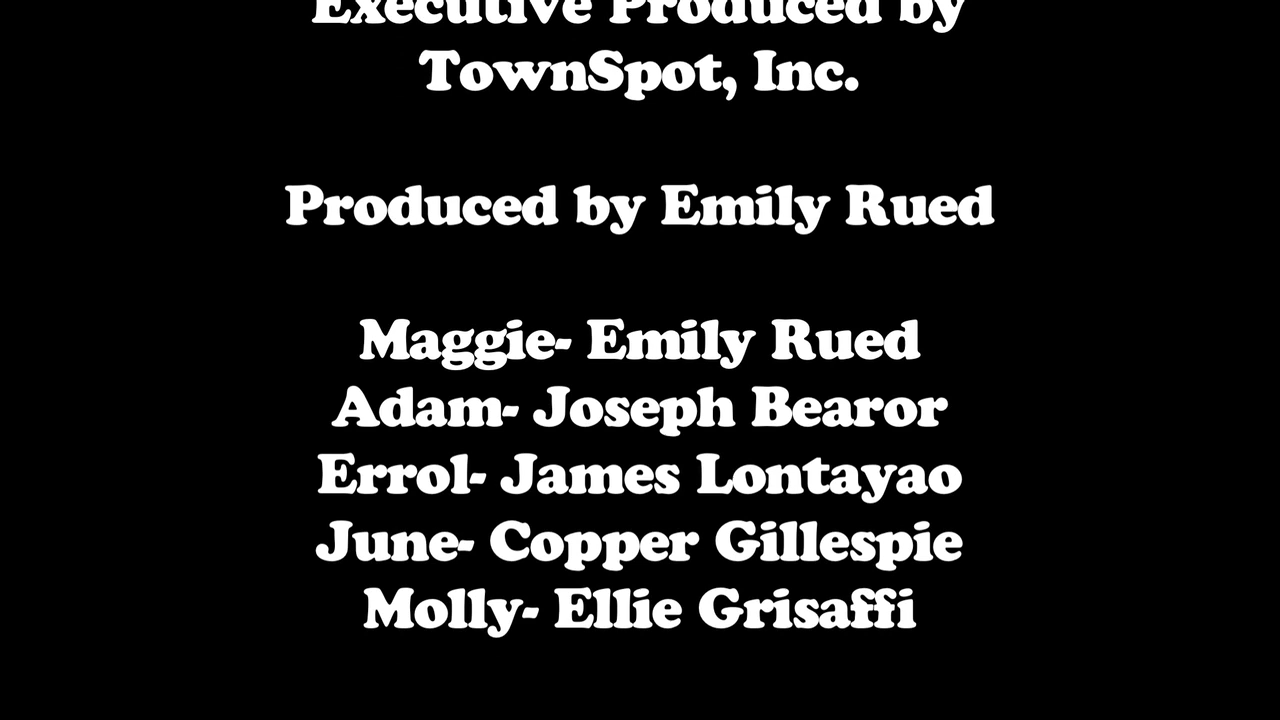 Executive Produced by
TownSpot, Inc.
Produced by Emily Rued
Maggie- Emily Rued
Adam- Joseph Bearor
Errol- James Lontayao
June- Copper Gillespie
Molly- Ellie Grisaffi